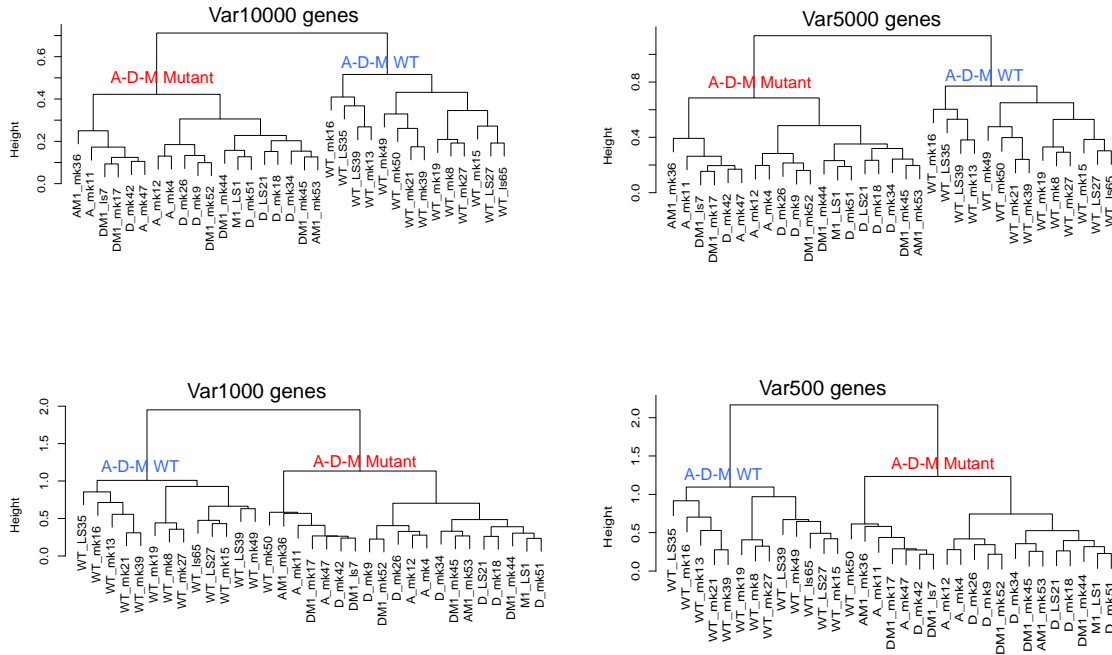 Var10000 genes
Height
0.0
0.2
0.4
0.6
A-D-M Mutant
A-D-M WT
AM1_mk36
A_mk11
DM1_ls7
DM1_mk17
D_mk42
A_mk47
A_mk12
A_mk4
D_mk26
D_mk9
DM1_mk52
DM1_mk44
M1_LS1
D_mk51
D_LS21
D_mk18
D_mk34
DM1_mk45
AM1_mk53
WT_mk16
WT_LS35
WT_LS39
WT_mk13
WT_mk49
WT_mk50
WT_mk21
WT_mk39
WT_mk19
WT_mk8
WT_mk27
WT_mk15
WT_LS27
WT_ls65
Var5000 genes
Height
0.0
0.4
0.8
A-D-M Mutant
A-D-M WT
AM1_mk36
A_mk11
DM1_ls7
DM1_mk17
D_mk42
A_mk47
A_mk12
A_mk4
D_mk26
D_mk9
DM1_mk52
DM1_mk44
M1_LS1
D_mk51
D_LS21
D_mk18
D_mk34
DM1_mk45
AM1_mk53
WT_mk16
WT_LS35
WT_LS39
WT_mk13
WT_mk49
WT_mk50
WT_mk21
WT_mk39
WT_mk19
WT_mk8
WT_mk27
WT_mk15
WT_LS27
WT_ls65
Var1000 genes
Height
0.0
0.5
1.0
1.5
2.0
A-D-M WT
A-D-M Mutant
WT_LS35
WT_mk16
WT_mk13
WT_mk21
WT_mk39
WT_mk19
WT_mk8
WT_mk27
WT_ls65
WT_LS27
WT_mk15
WT_LS39
WT_mk49
WT_mk50
AM1_mk36
A_mk11
DM1_mk17
A_mk47
D_mk42
DM1_ls7
D_mk9
DM1_mk52
D_mk26
A_mk12
A_mk4
D_mk34
DM1_mk45
AM1_mk53
D_LS21
D_mk18
DM1_mk44
M1_LS1
D_mk51
Var500 genes
Height
0.0
0.5
1.0
1.5
2.0
A-D-M WT
A-D-M Mutant
WT_LS35
WT_mk16
WT_mk13
WT_mk21
WT_mk39
WT_mk19
WT_mk8
WT_mk27
WT_LS39
WT_mk49
WT_ls65
WT_LS27
WT_mk15
WT_mk50
AM1_mk36
A_mk11
DM1_mk17
A_mk47
D_mk42
DM1_ls7
A_mk12
A_mk4
D_mk26
D_mk9
DM1_mk52
D_mk34
DM1_mk45
AM1_mk53
D_LS21
D_mk18
DM1_mk44
M1_LS1
D_mk51